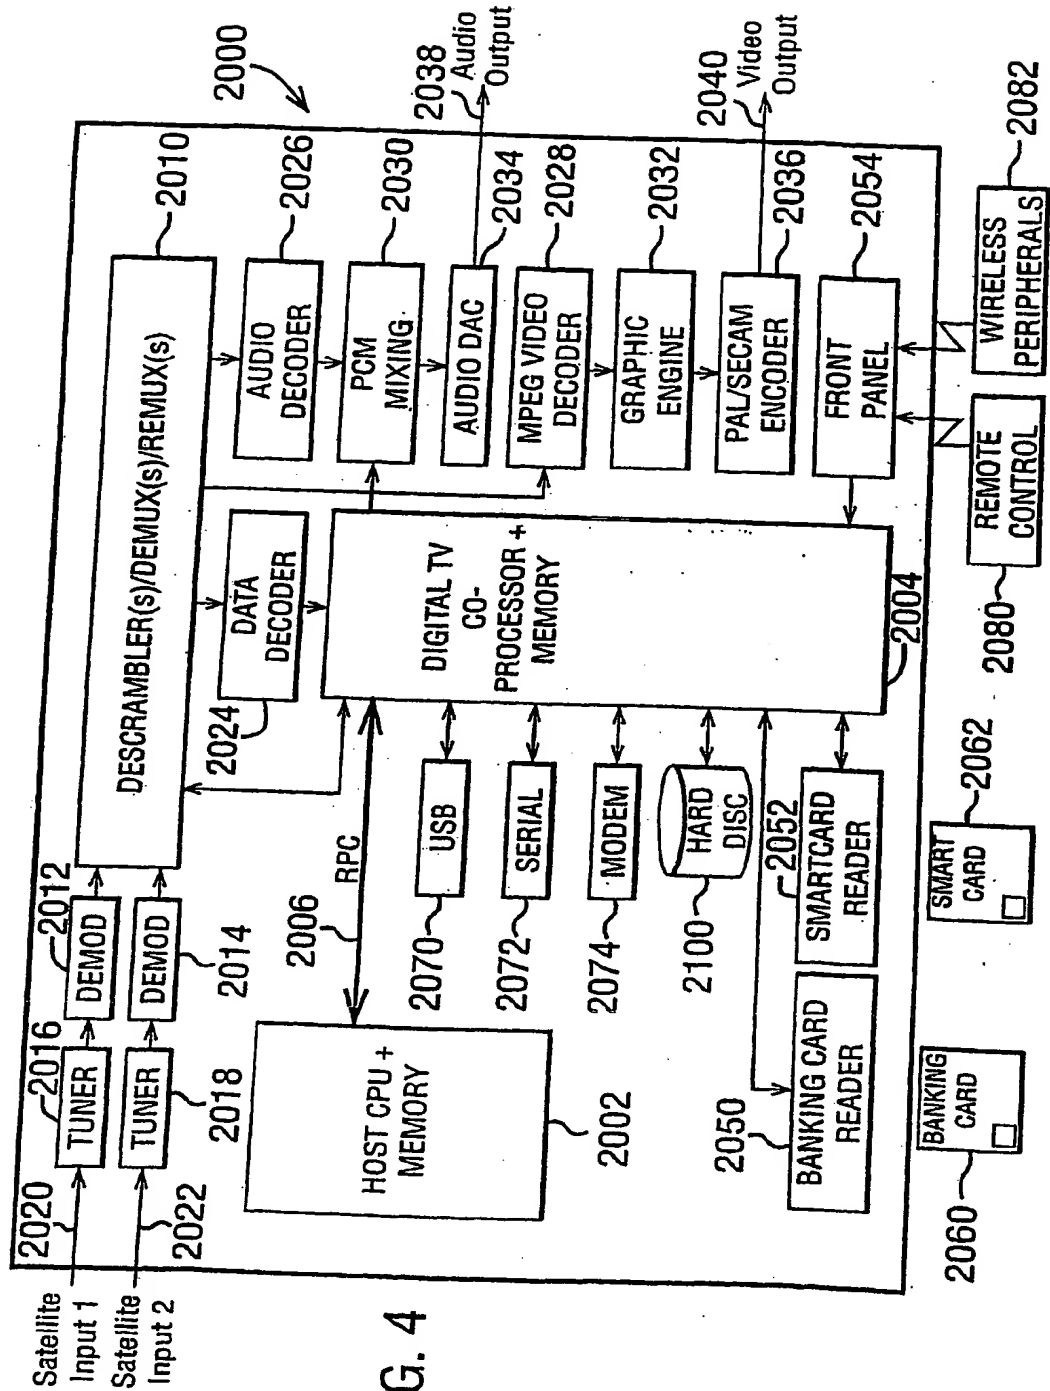 2000
2010
DESCRAMBLER(s)/DEMUX(s)/REMUX(s)
Satellite
Input 1
2020
2016
TUNER
2012
DEMOD
Satellite
Input 2
2022
TUNER
2018
DEMOD
2014
2024
DATA
DECODER
AUDIO
DECODER
2026
PCM
MIXING
2030
AUDIO DAC
2034
2038
Audio
Output
MPEG VIDEO
DECODER
2028
GRAPHIC
ENGINE
2032
PAL/SECAM
ENCODER
2036
2040
Video
Output
FRONT
PANEL
2054
HOST CPU +
MEMORY
2002
2006
RPC
DIGITAL TV
CO-
PROCESSOR +
MEMORY
2004
USB
2070
SERIAL
2072
MODEM
2074
HARD
DISC
2100
2052
SMARTCARD
READER
2050
BANKING CARD
READER
BANKING
CARD
2060
SMART
CARD
2062
REMOTE
CONTROL
2080
WIRELESS
PERIPHERALS
2082
G. 4